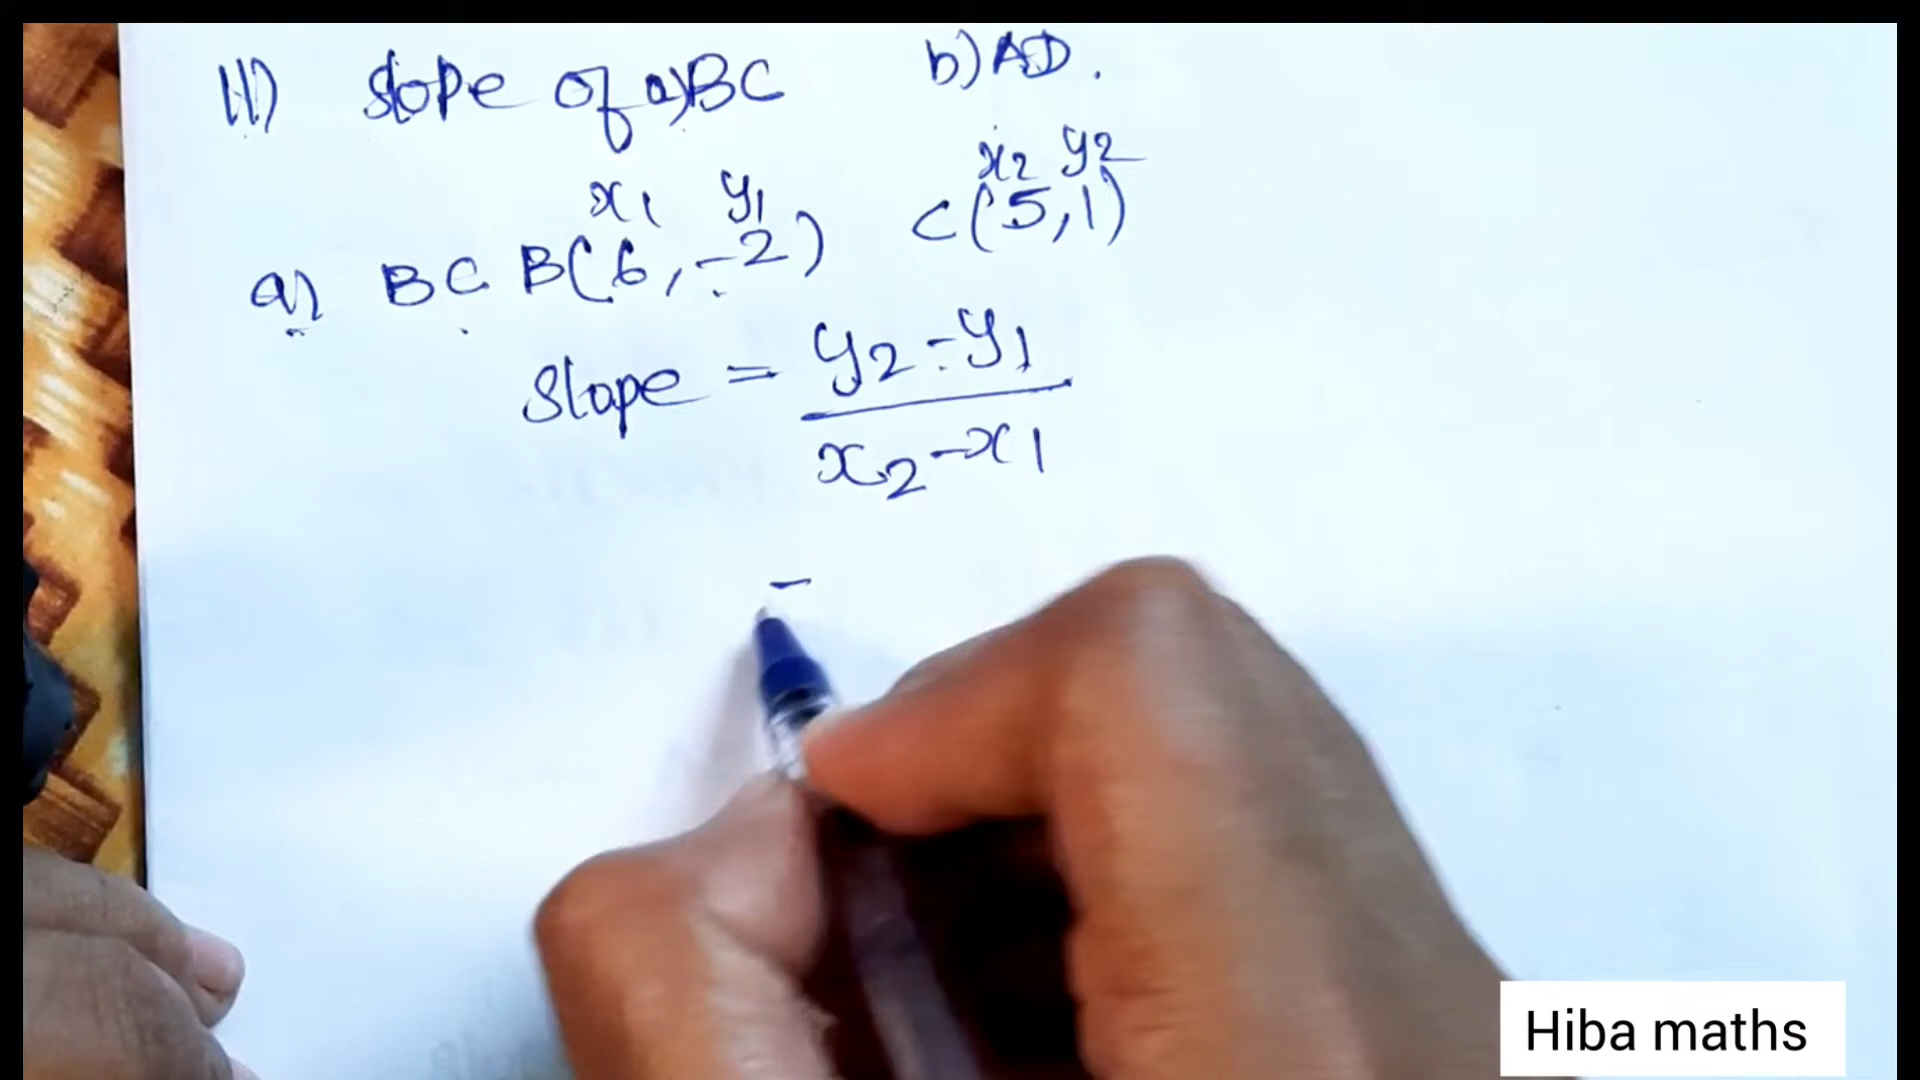 11) Slope of a) BC b) AD.
x1 y1 x2 y2
a) BC B(6, -2) C(5, 1)
Slope = y2 - y1
x2 - x1
=
Hiba maths